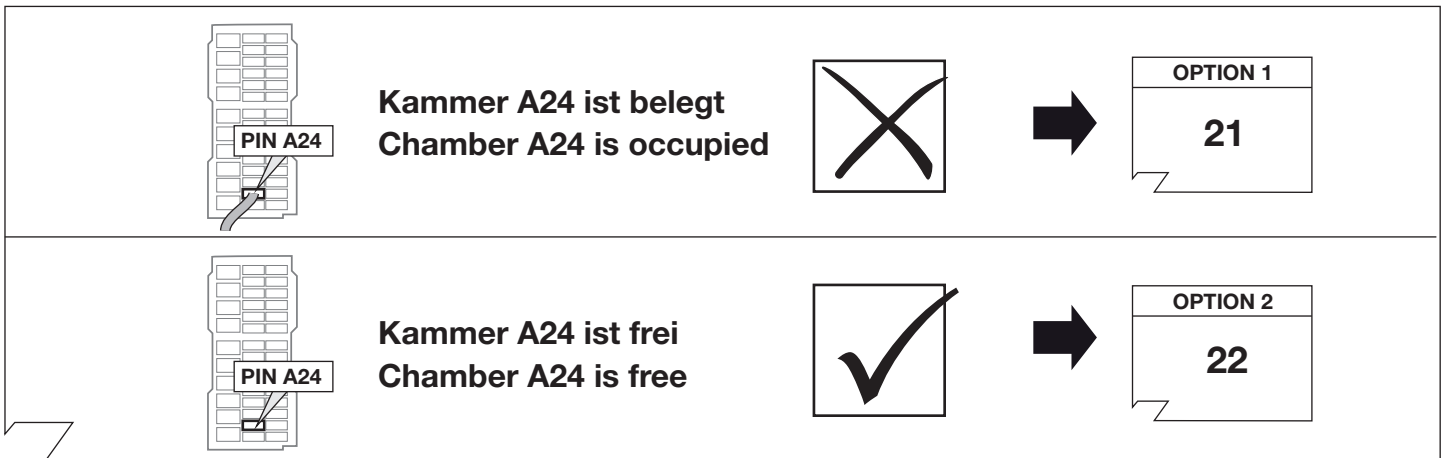 PIN A24
Kammer A24 ist belegt
Chamber A24 is occupied
OPTION 1
21
PIN A24
Kammer A24 ist frei
Chamber A24 is free
OPTION 2
22